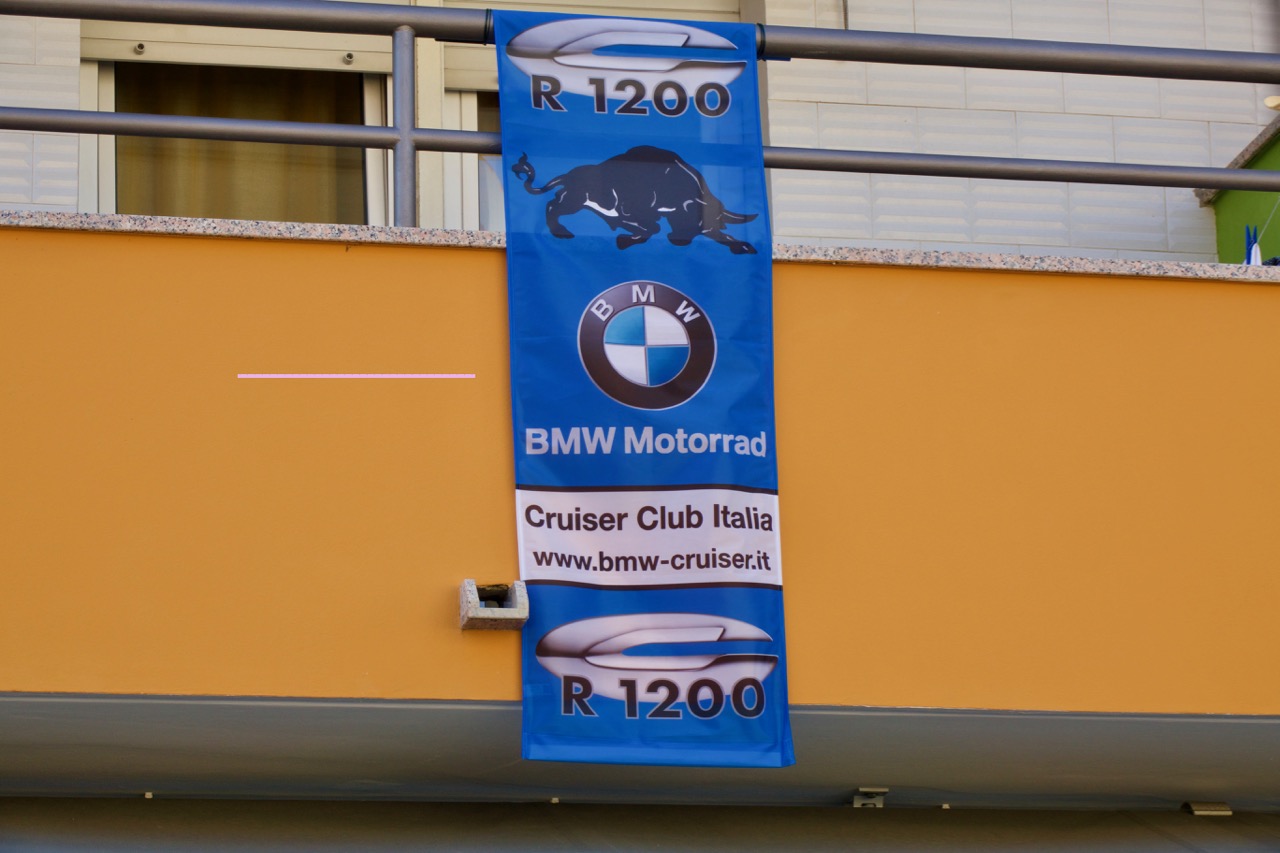 R 1200
BMW
BMW Motorrad
Cruiser Club Italia
www.bmw-cruiser.it
R 1200